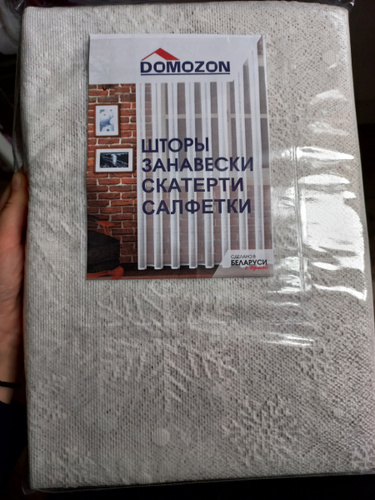 DOMOZON
ШТОРЫ
ЗАНАВЕСКИ
СКАТЕРТИ
САЛФЕТКИ
СДЕЛАНО В
БЕЛАРУСИ